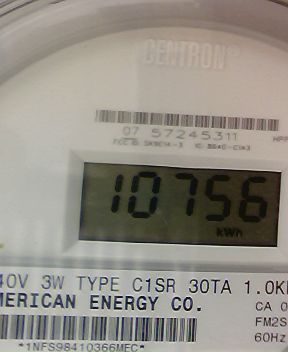 CENTRON®
07 57245311
10756
kWh
40V 3W TYPE C1SR 30TA 1.0K
MERICAN ENERGY CO. CA 0
FM2S
60Hz
*1NFS98410366MEC*